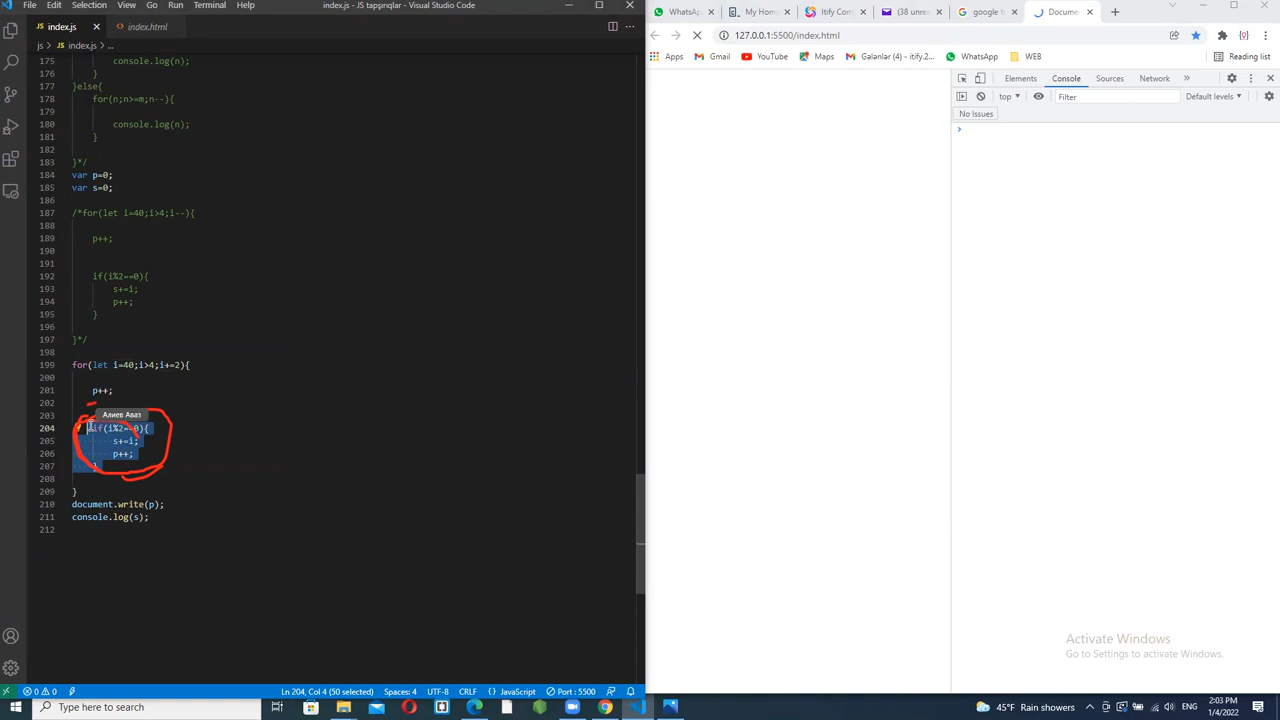 File Edit Selection View Go Run Terminal
index.js - JS tapşırıqlar - Visual Studio Code
index.js
index.html
js > index.js > ...
175 console.log(n);
176 }
177 }else{
178 for(n;n>=m;n--){
179
180 console.log(n);
181 }
182
183 }*/
184 var p=0;
185 var s=0;
186
187 /*for(let i=40;i>4;i--){
188
189 p++;
190
191
192 if(i%2==0){
193 s+=i;
194 p++;
195 }
196
197 }*/
198
199 for(let i=40;i>4;i+=2){
200
201 p++;
202
203
Алиев Аваз
204 if(i%2==0){
205 s+=i;
206 p++;
207 }
208
209 }
210 document.write(p);
211 console.log(s);
212
0 0
Ln 204, Col 4 (50 selected)
Spaces: 4
UTF-8
CRLF
{} JavaScript
Port : 5500
WhatsApp
My Home
Itify Com
(38 unrea
google t
Documen
127.0.0.1:5500/index.html
Apps
Gmail
YouTube
Maps
Gələnlər (4) - itify.2...
WhatsApp
WEB
Reading list
Elements
Console
Sources
Network
»
top
Filter
Default levels
No Issues
Activate Windows
Go to Settings to activate Windows.
Type here to search
45°F Rain showers
ENG
2:03 PM
1/4/2022